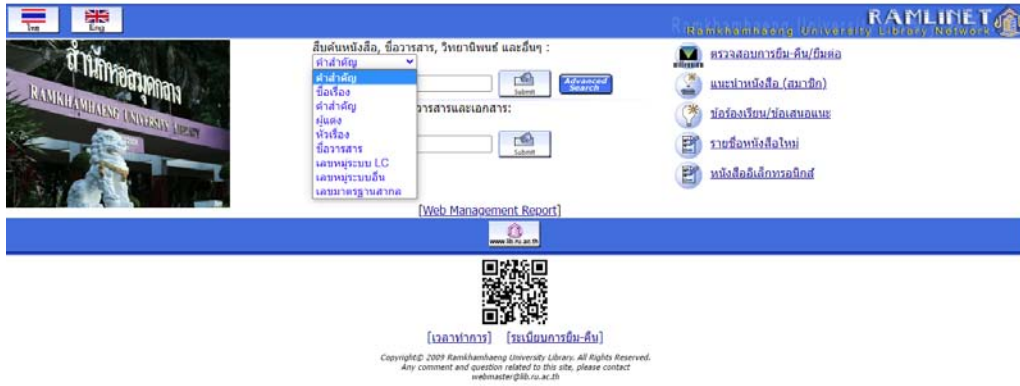 ไทย
Eng
Ramkhamhaeng University Library Network
RAMLINET
สำนักหอสมุดกลาง
RAMKHAMHAENG UNIVERSITY LIBRARY
สืบค้นหนังสือ, ชื่อวารสาร, วิทยานิพนธ์ และอื่นๆ :
คำสำคัญ
คำสำคัญ
ชื่อเรื่อง
คำสำคัญ
ผู้แต่ง
หัวเรื่อง
ชื่อวารสาร
เลขหมู่ระบบ LC
เลขหมู่ระบบอื่น
เลขมาตรฐานสากล
Submit
Advanced Search
วารสารและเอกสาร:
Submit
[Web Management Report]
ตรวจสอบการยืม-คืน/ยืมต่อ
แนะนำหนังสือ (สมาชิก)
ข้อร้องเรียน/ข้อเสนอแนะ
รายชื่อหนังสือใหม่
หนังสืออิเล็กทรอนิกส์
www.lib.ru.ac.th
[เวลาทำการ] [ระเบียบการยืม-คืน]
Copyright© 2009 Ramkhamhaeng University Library. All Rights Reserved.
Any comment and question related to this site, please contact
webmaster@lib.ru.ac.th